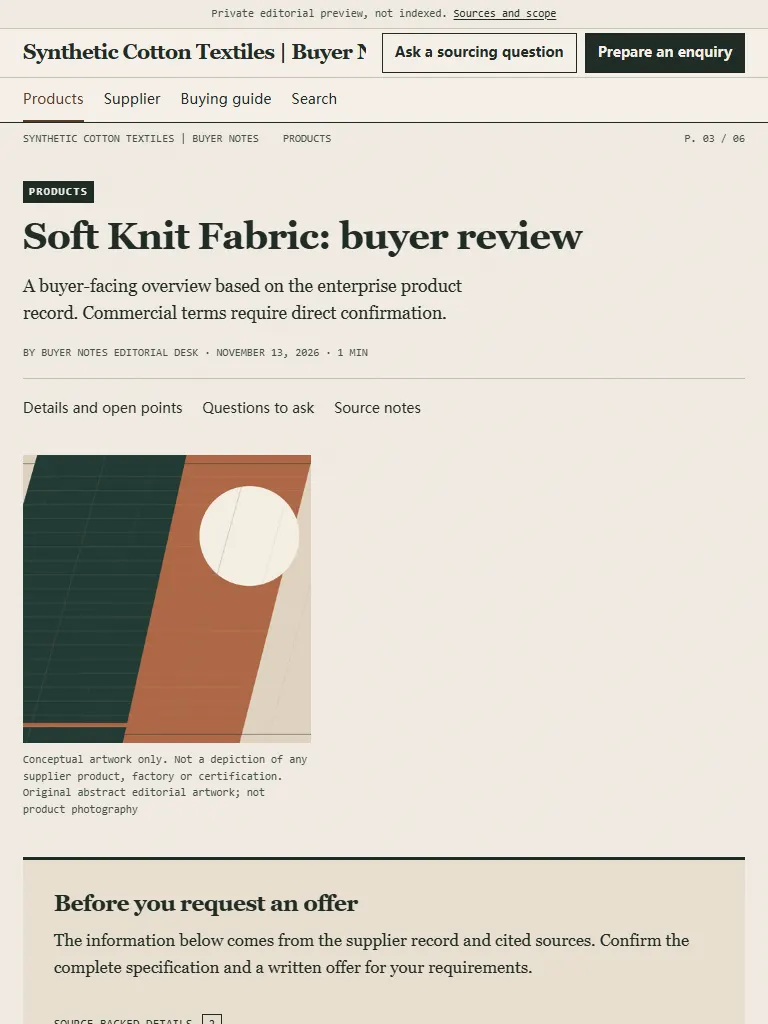 Private editorial preview, not indexed. Sources and scope
Synthetic Cotton Textiles | Buyer
Ask a sourcing question
Prepare an enquiry
Products Supplier Buying guide Search
SYNTHETIC COTTON TEXTILES | BUYER NOTES PRODUCTS P. 03 / 06
PRODUCTS
Soft Knit Fabric: buyer review
A buyer-facing overview based on the enterprise product
record. Commercial terms require direct confirmation.
BY BUYER NOTES EDITORIAL DESK · NOVEMBER 13, 2026 · 1 MIN
Details and open points Questions to ask Source notes
Conceptual artwork only. Not a depiction of any
supplier product, factory or certification.
Original abstract editorial artwork; not
product photography
Before you request an offer
The information below comes from the supplier record and cited sources. Confirm the
complete specification and a written offer for your requirements.
SOURCE-BACKED DETAILS